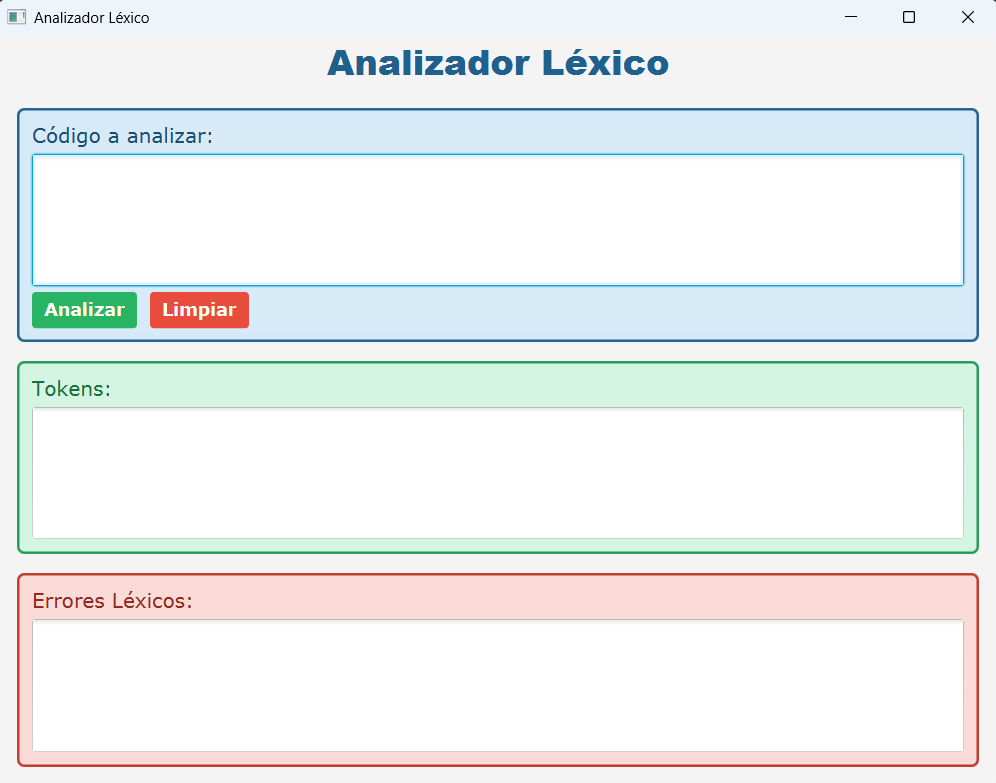 Analizador Léxico
Analizador Léxico
Código a analizar:
Analizar Limpiar
Tokens:
Errores Léxicos: